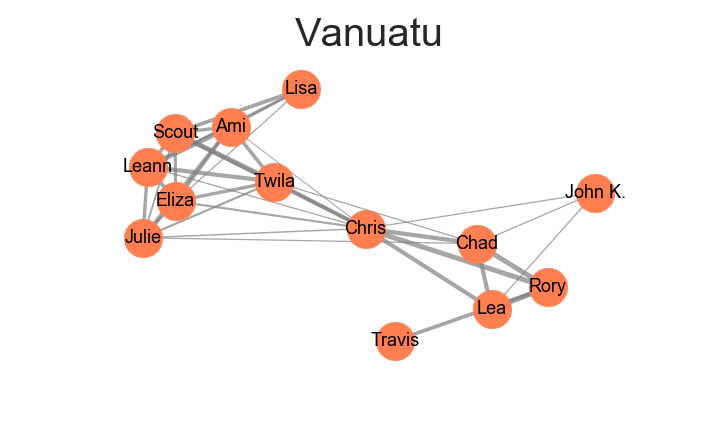 Vanuatu
Lisa
Scout
Ami
Leann
Twila
Eliza
John K.
Julie
Chris
Chad
Rory
Lea
Travis